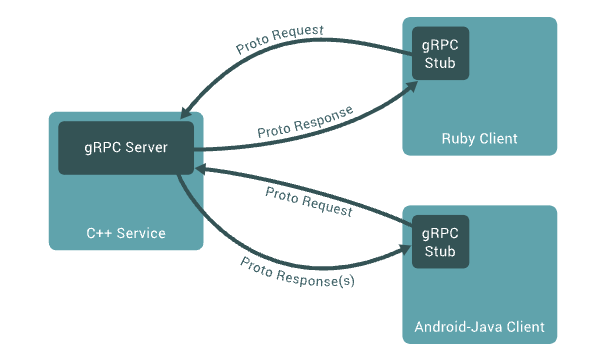 Proto Request
gRPC
Stub
Proto Response
Ruby Client
gRPC Server
C++ Service
Proto Request
gRPC
Stub
Proto Response(s)
Android-Java Client